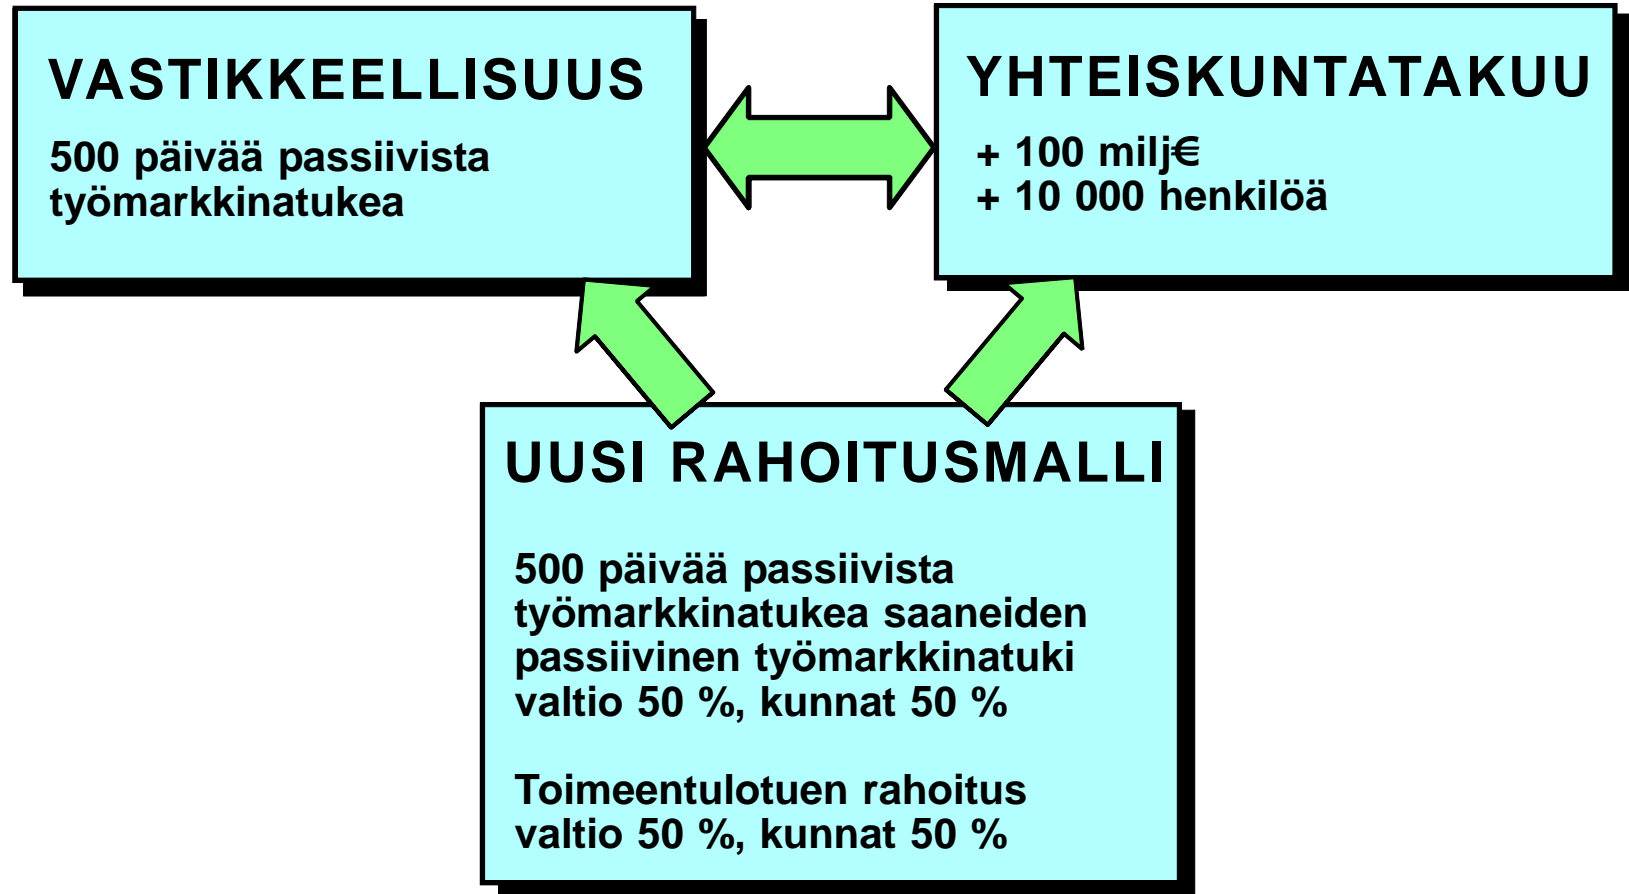 VASTIKKEELLISUUS
500 päivää passiivista
työmarkkinatukea
YHTEISKUNTATAKUU
+ 100 milj€
+ 10 000 henkilöä
UUSI RAHOITUSMALLI
500 päivää passiivista
työmarkkinatukea saaneiden
passiivinen työmarkkinatuki
valtio 50 %, kunnat 50 %
Toimeentulotuen rahoitus
valtio 50 %, kunnat 50 %